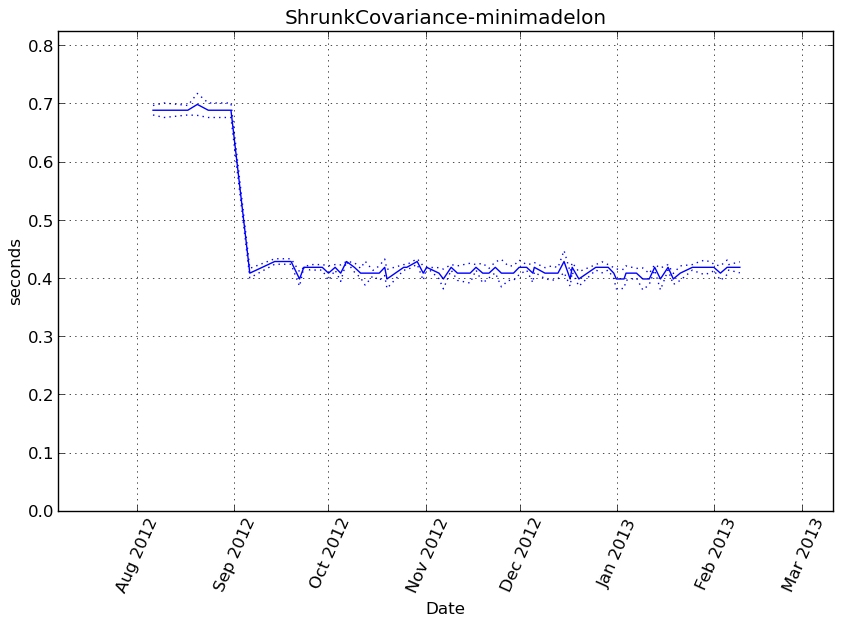 ShrunkCovariance-minimadelon
0.8
0.7
0.6
0.5
0.4
0.3
0.2
0.1
0.0
seconds
Aug 2012
Sep 2012
Oct 2012
Nov 2012
Dec 2012
Jan 2013
Feb 2013
Mar 2013
Date